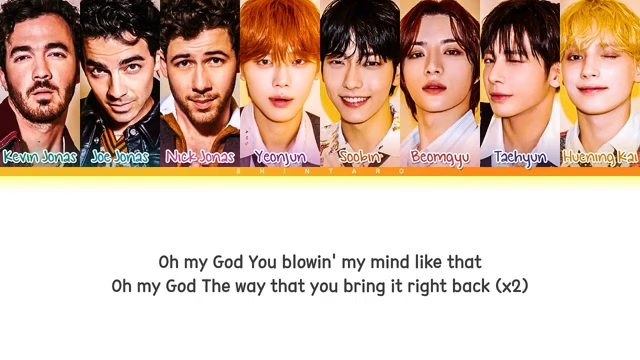 Kevin Jonas Joe Jonas Nick Jonas Yeonjun Soobin Beomgyu Taehyun Huening Kai
SHINTARO
Oh my God You blowin' my mind like that
Oh my God The way that you bring it right back (x2)